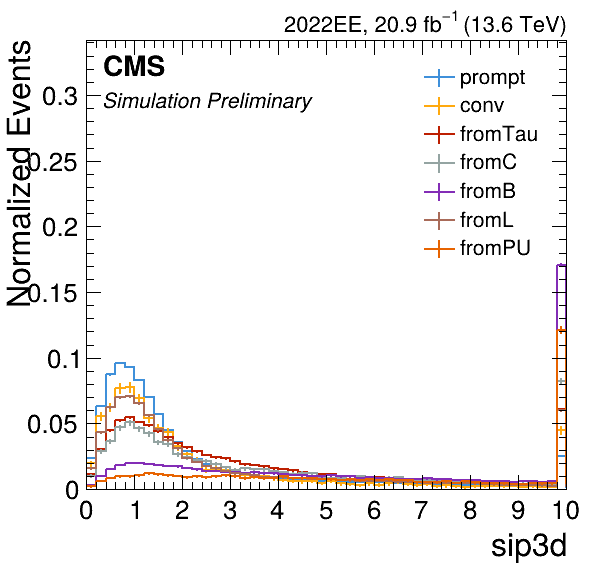 2022EE, 20.9 fb⁻¹ (13.6 TeV)
CMS
Simulation Preliminary
prompt
conv
fromTau
fromC
fromB
fromL
fromPU
Normalized Events
0.3
0.25
0.2
0.15
0.1
0.05
0
0 1 2 3 4 5 6 7 8 9 10
sip3d